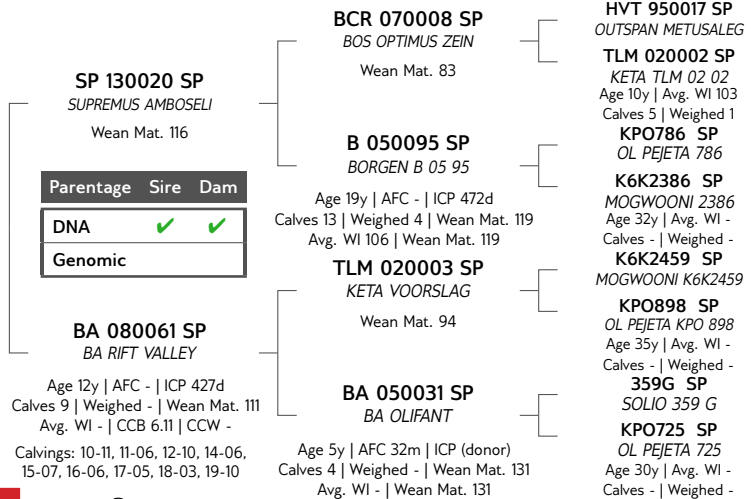 SP 130020 SP
SUPREMUS AMBOSELI
Wean Mat. 116
Parentage Sire Dam
DNA ✔ ✔
Genomic
BA 080061 SP
BA RIFT VALLEY
Age 12y | AFC - | ICP 427d
Calves 9 | Weighed - | Wean Mat. 111
Avg. WI - | CCB 6.11 | CCW -
Calvings: 10-11, 11-06, 12-10, 14-06,
15-07, 16-06, 17-05, 18-03, 19-10
BCR 070008 SP
BOS OPTIMUS ZEIN
Wean Mat. 83
B 050095 SP
BORGEN B 05 95
Age 19y | AFC - | ICP 472d
Calves 13 | Weighed 4 | Wean Mat. 119
Avg. WI 106 | Wean Mat. 119
TLM 020003 SP
KETA VOORSLAG
Wean Mat. 94
BA 050031 SP
BA OLIFANT
Age 5y | AFC 32m | ICP (donor)
Calves 4 | Weighed - | Wean Mat. 131
Avg. WI - | Wean Mat. 131
HVT 950017 SP
OUTSPAN METUSALEG
TLM 020002 SP
KETA TLM 02 02
Age 10y | Avg. WI 103
Calves 5 | Weighed 1
KPO786 SP
OL PEJETA 786
K6K2386 SP
MOGWOONI 2386
Age 32y | Avg. WI -
Calves - | Weighed -
K6K2459 SP
MOGWOONI K6K2459
KPO898 SP
OL PEJETA KPO 898
Age 35y | Avg. WI -
Calves - | Weighed -
359G SP
SOLIO 359 G
KPO725 SP
OL PEJETA 725
Age 30y | Avg. WI -
Calves - | Weighed -